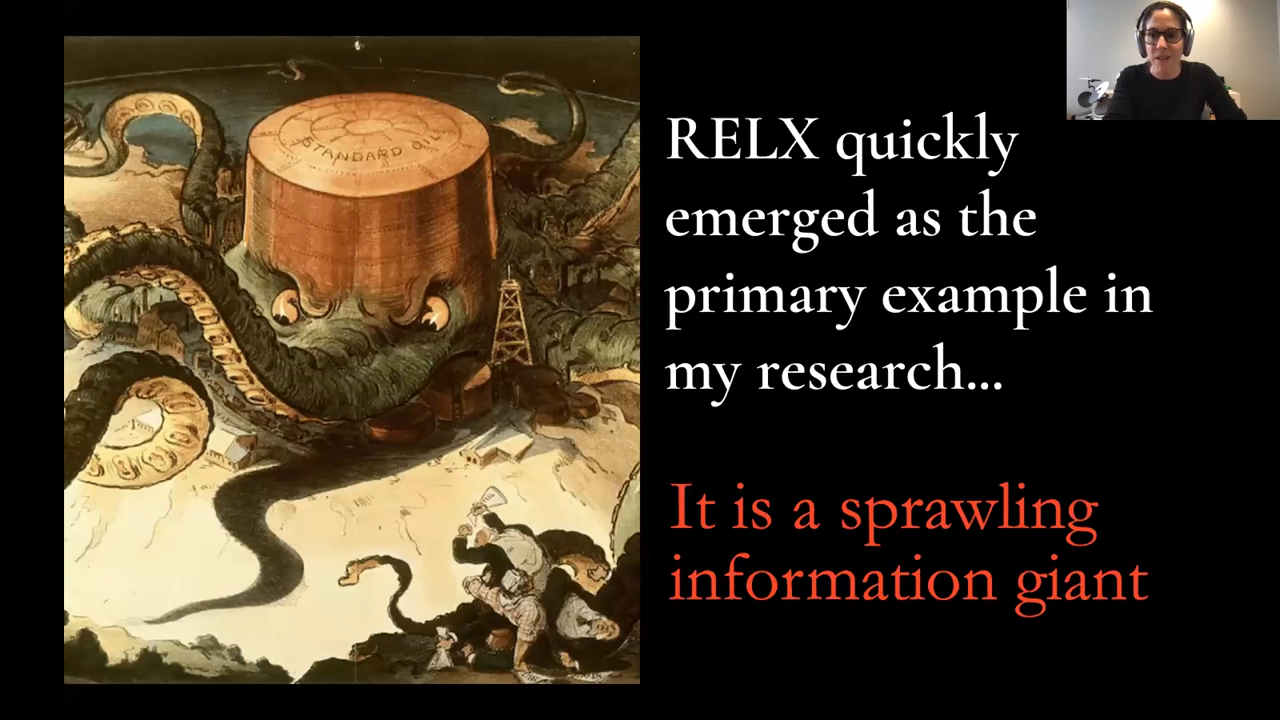 STANDARD OIL
RELX quickly
emerged as the
primary example in
my research...
It is a sprawling
information giant